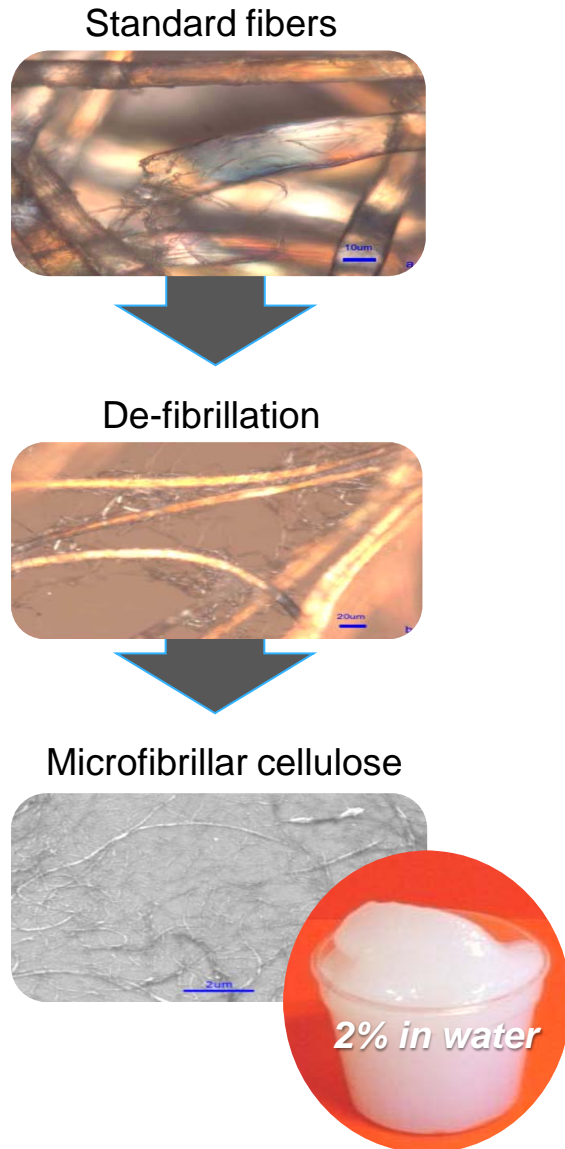 Standard fibers
10um
a
De-fibrillation
20um
b
Microfibrillar cellulose
2um
2% in water